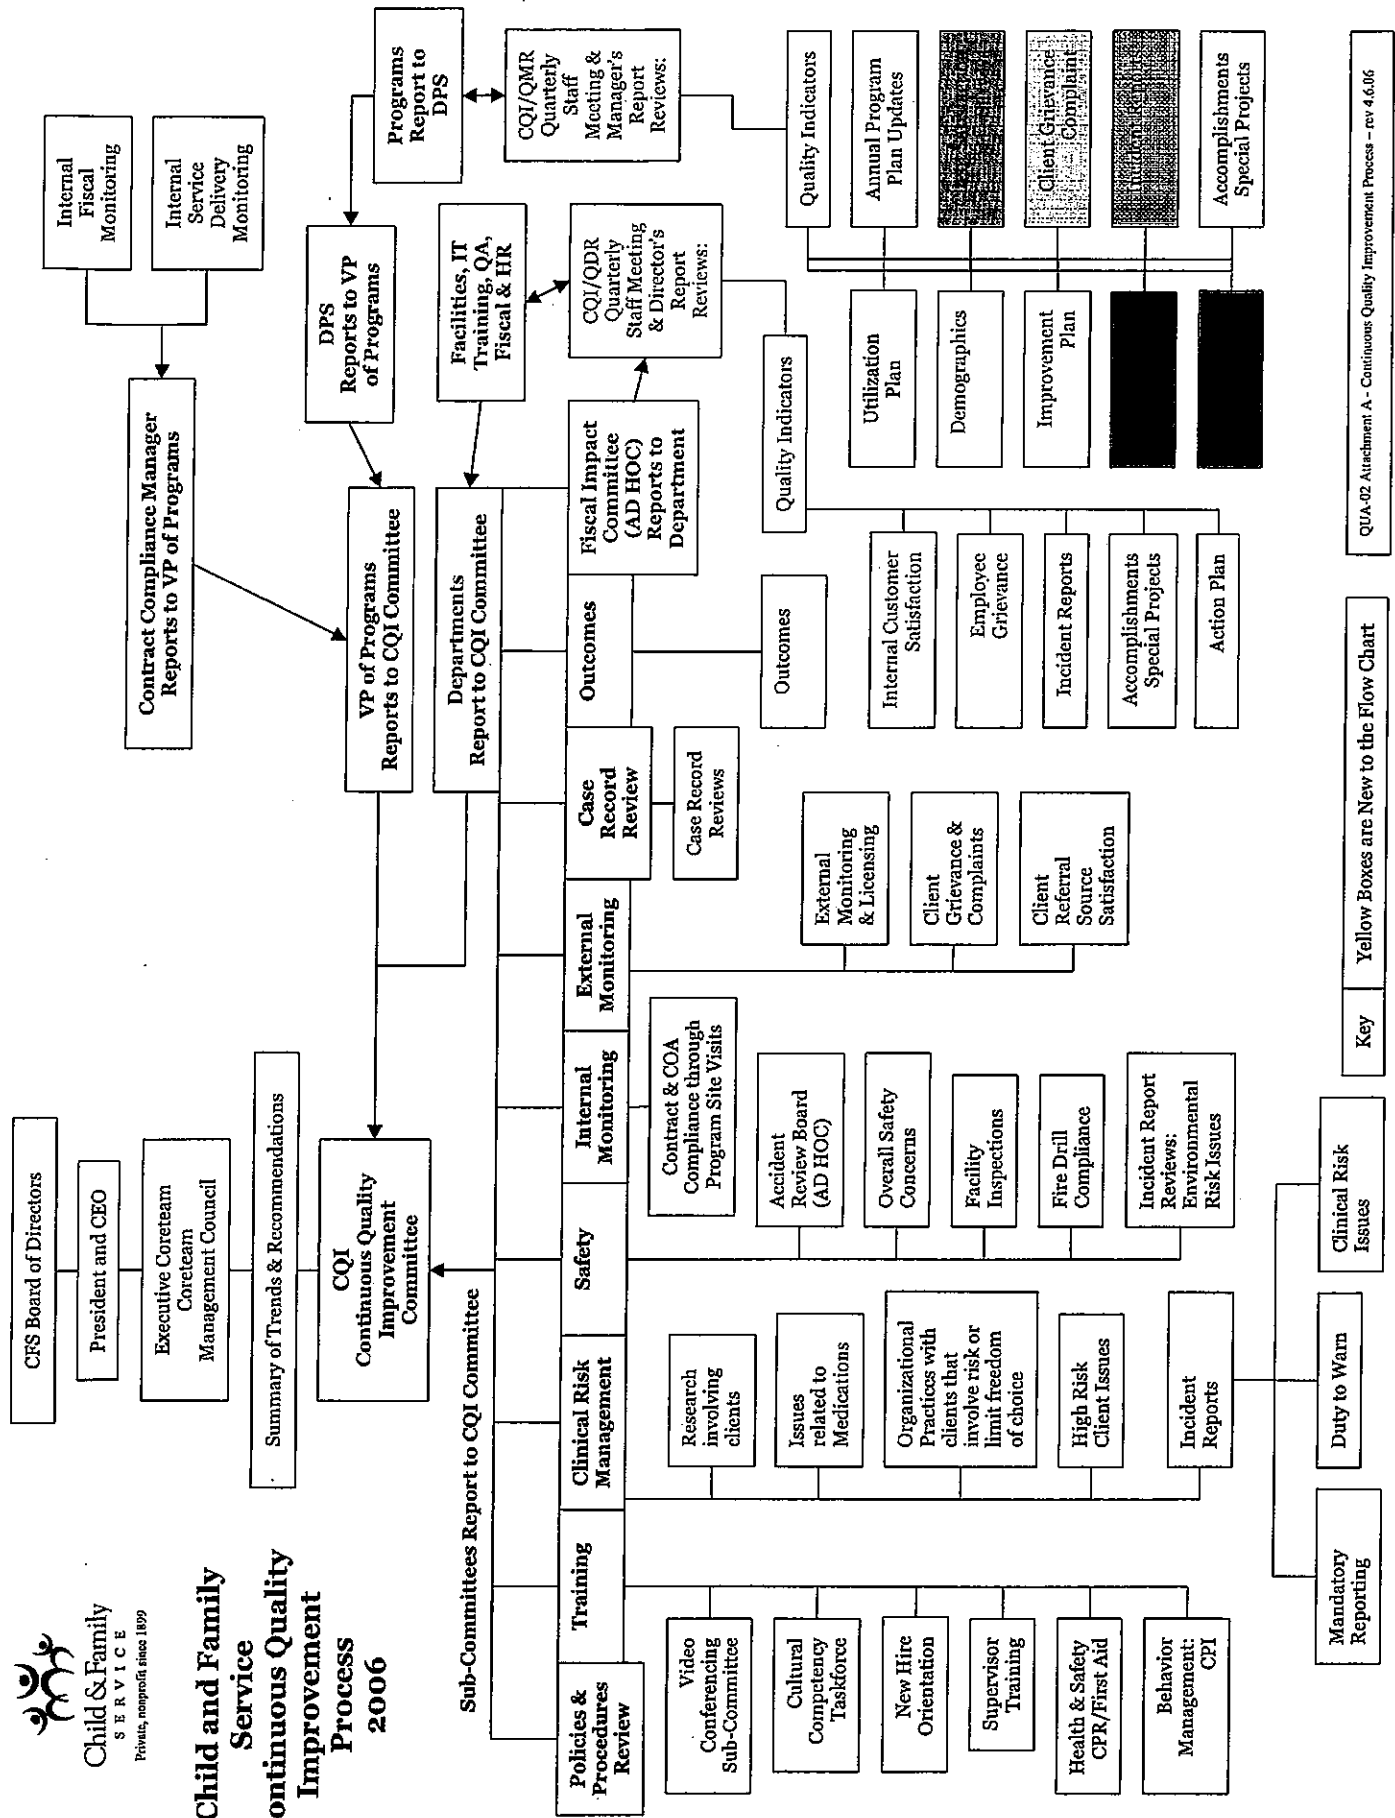 Child & Family
SERVICE
Private, nonprofit since 1899
Child and Family
Service
ontinuous Quality
Improvement
Process
2006
CFS Board of Directors
President and CEO
Executive Coreteam
Coreteam
Management Council
Summary of Trends & Recommendations
CQI
Continuous Quality
Improvement
Committee
Contract Compliance Manager
Reports to VP of Programs
Internal
Fiscal
Monitoring
Internal
Service
Delivery
Monitoring
VP of Programs
Reports to CQI Committee
DPS
Reports to VP
of Programs
Programs
Report to
DPS
Departments
Report to CQI Committee
Facilities, IT
Training, QA,
Fiscal & HR
CQI/QMR
Quarterly
Staff
Meeting &
Manager's
Report
Reviews:
CQI/QDR
Quarterly
Staff Meeting
& Director's
Report
Reviews:
Sub-Committees Report to CQI Committee
Policies &
Procedures
Review
Training
Clinical Risk
Management
Safety
Internal
Monitoring
External
Monitoring
Case
Record
Review
Outcomes
Fiscal Impact
Committee
(AD HOC)
Reports to
Department
Video
Conferencing
Sub-Committee
Cultural
Competency
Taskforce
New Hire
Orientation
Supervisor
Training
Health & Safety
CPR/First Aid
Behavior
Management:
CPI
Research
involving
clients
Issues
related to
Medications
Organizational
Practices with
clients that
involve risk or
limit freedom
of choice
High Risk
Client Issues
Incident
Reports
Mandatory
Reporting
Duty to Warn
Clinical Risk
Issues
Contract & COA
Compliance through
Program Site Visits
Accident
Review Board
(AD HOC)
Overall Safety
Concerns
Facility
Inspections
Fire Drill
Compliance
Incident Report
Reviews:
Environmental
Risk Issues
External
Monitoring
& Licensing
Client
Grievance &
Complaints
Client
Referral
Source
Satisfaction
Case Record
Reviews
Outcomes
Quality Indicators
Internal Customer
Satisfaction
Employee
Grievance
Incident Reports
Accomplishments
Special Projects
Action Plan
Quality Indicators
Utilization
Plan
Annual Program
Plan Updates
Demographics
Improvement
Plan
Client Grievance
Complaint
Incident Reports
Accomplishments
Special Projects
Key
Yellow Boxes are New to the Flow Chart
QUA-02 Attachment A - Continuous Quality Improvement Process – rev 4.6.06